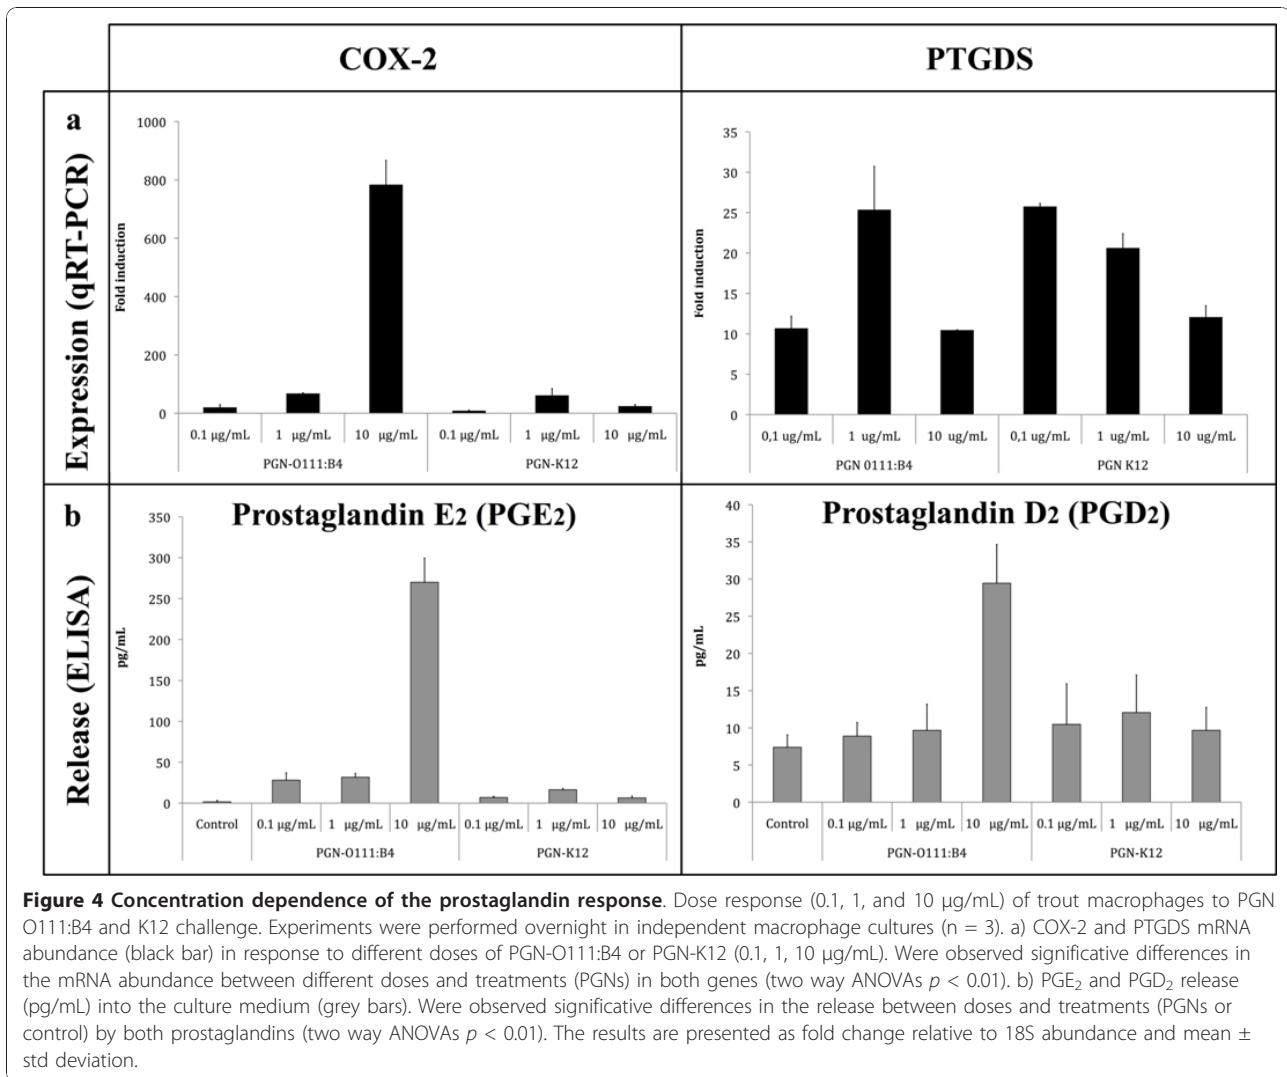 COX-2
PTGDS
a
Expression (qRT-PCR)
Fold induction
1000
800
600
400
200
0
0.1 µg/mL 1 µg/mL 10 µg/mL 0.1 µg/mL 1 µg/mL 10 µg/mL
PGN-O111:B4 PGN-K12
Fold induction
35
30
25
20
15
10
5
0
0,1 ug/mL 1 ug/mL 10 ug/mL 0,1 ug/mL 1 ug/mL 10 ug/mL
PGN 0111:B4 PGN K12
b
Release (ELISA)
Prostaglandin E2 (PGE2)
pg/mL
350
300
250
200
150
100
50
0
Control 0.1 µg/mL 1 µg/mL 10 µg/mL 0.1 µg/mL 1 µg/mL 10 µg/mL
PGN-O111:B4 PGN-K12
Prostaglandin D2 (PGD2)
pg/mL
40
35
30
25
20
15
10
5
0
Control 0.1 µg/mL 1 µg/mL 10 µg/mL 0.1 µg/mL 1 µg/mL 10 µg/mL
PGN-O111:B4 PGN-K12
Figure 4 Concentration dependence of the prostaglandin response. Dose response (0.1, 1, and 10 µg/mL) of trout macrophages to PGN
O111:B4 and K12 challenge. Experiments were performed overnight in independent macrophage cultures (n = 3). a) COX-2 and PTGDS mRNA
abundance (black bar) in response to different doses of PGN-O111:B4 or PGN-K12 (0.1, 1, 10 µg/mL). Were observed significative differences in
the mRNA abundance between different doses and treatments (PGNs) in both genes (two way ANOVAs p < 0.01). b) PGE2 and PGD2 release
(pg/mL) into the culture medium (grey bars). Were observed significative differences in the release between doses and treatments (PGNs or
control) by both prostaglandins (two way ANOVAs p < 0.01). The results are presented as fold change relative to 18S abundance and mean ±
std deviation.